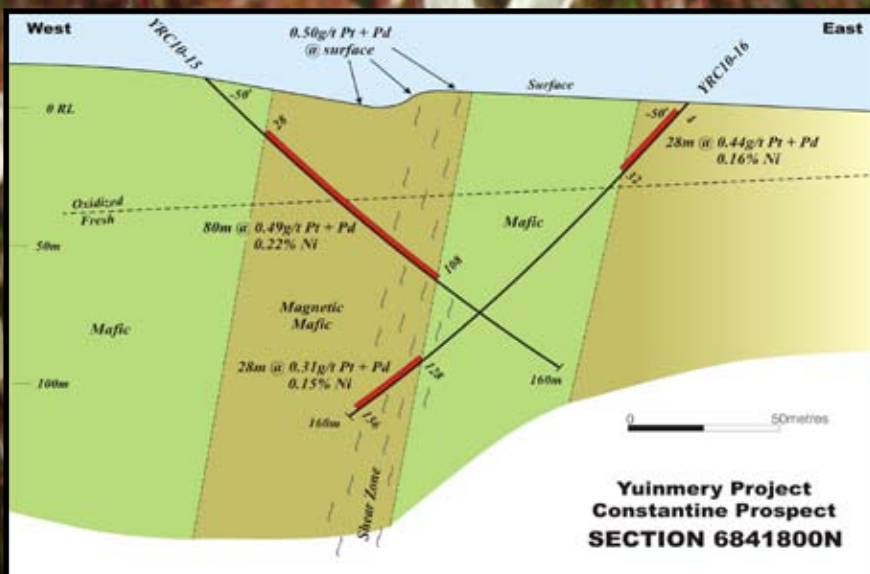 West
East
YRC10-15
0.50g/t Pt + Pd
@ surface
Surface
YRC10-16
-50°
-50°
0 RL
28
4
28m @ 0.44g/t Pt + Pd
0.16% Ni
32
Oxidized
Fresh
80m @ 0.49g/t Pt + Pd
0.22% Ni
Mafic
50m
108
Mafic
Magnetic
Mafic
28m @ 0.31g/t Pt + Pd
0.15% Ni
128
160m
100m
156
160m
Shear Zone
0
50metres
Yuinmery Project
Constantine Prospect
SECTION 6841800N